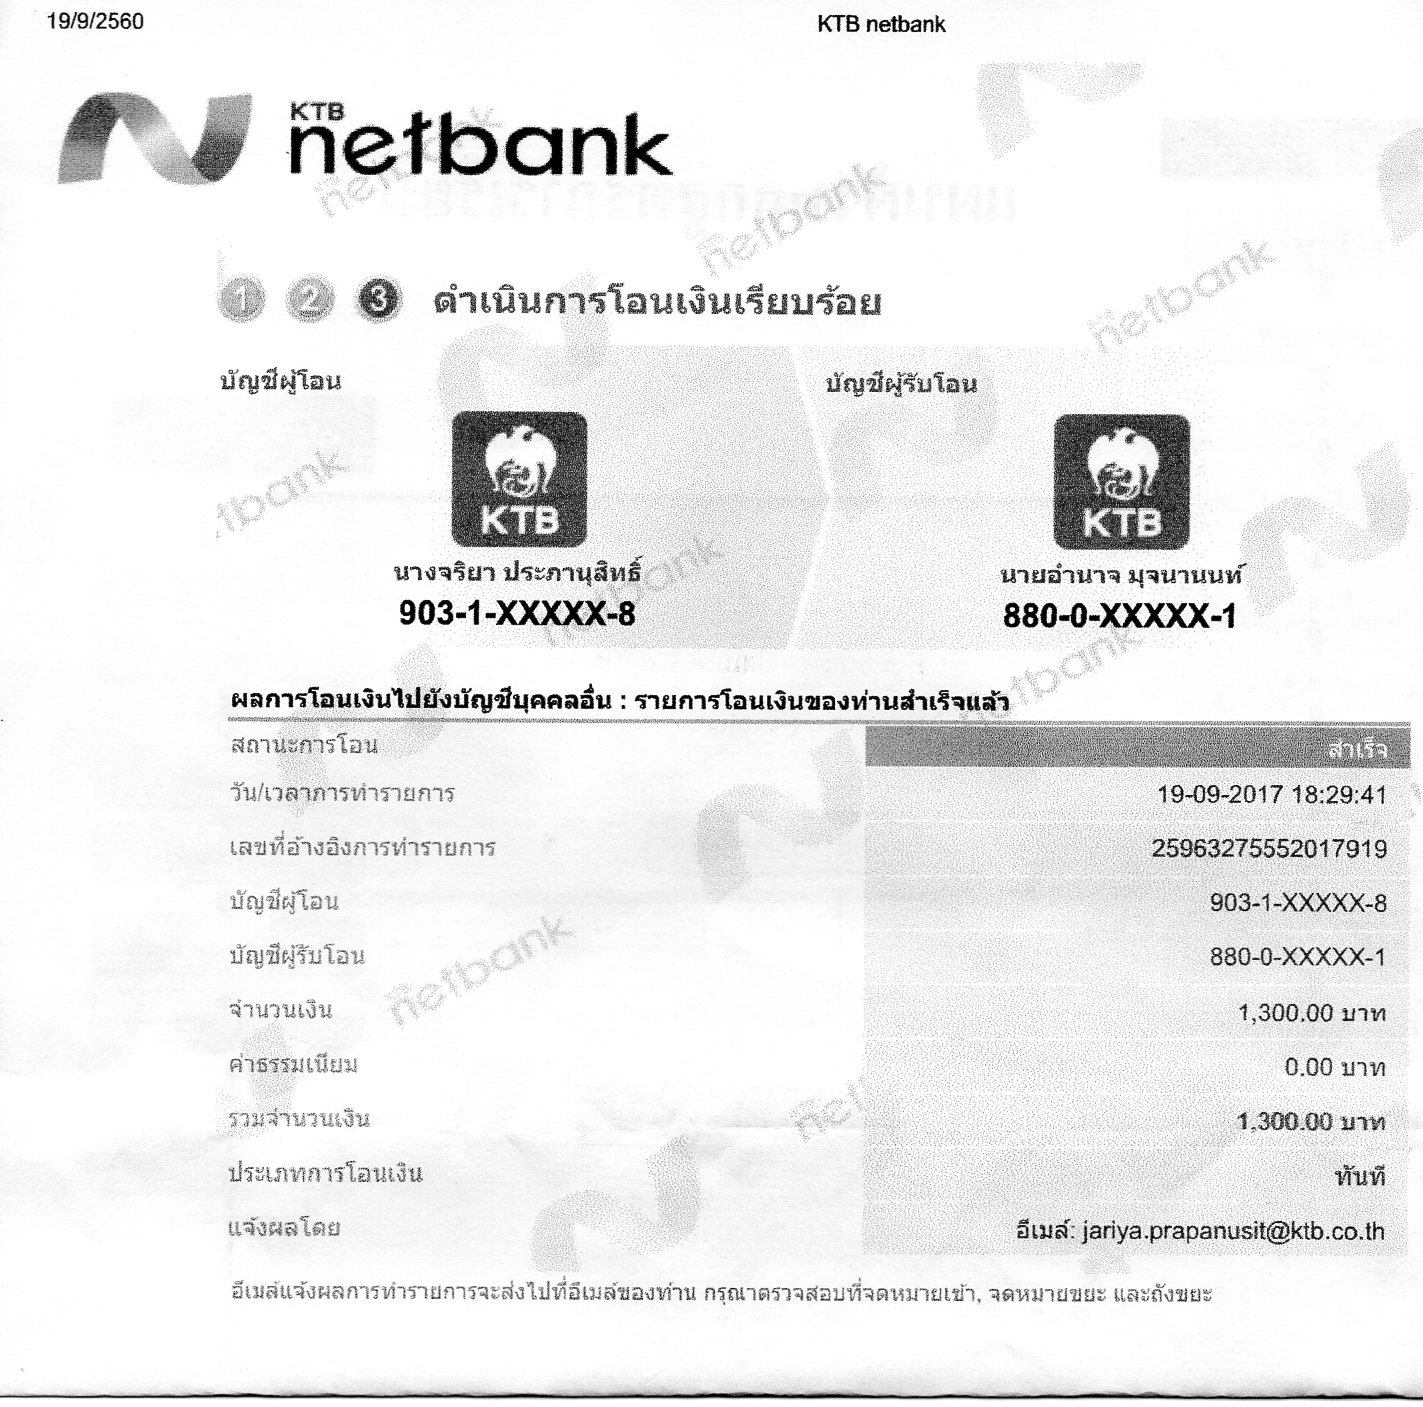 19/9/2560
KTB netbank
KTB
netbank
1 2 3 ดำเนินการโอนเงินเรียบร้อย
บัญชีผู้โอน
บัญชีผู้รับโอน
KTB
KTB
นางจริยา ประภานุสิทธิ์
นายอำนาจ มุจนานนท์
903-1-XXXXX-8
880-0-XXXXX-1
ผลการโอนเงินไปยังบัญชีบุคคลอื่น : รายการโอนเงินของท่านสำเร็จแล้ว
สถานะการโอน สำเร็จ
วัน/เวลาการทำรายการ 19-09-2017 18:29:41
เลขที่อ้างอิงการทำรายการ 25963275552017919
บัญชีผู้โอน 903-1-XXXXX-8
บัญชีผู้รับโอน 880-0-XXXXX-1
จำนวนเงิน 1,300.00 บาท
ค่าธรรมเนียม 0.00 บาท
รวมจำนวนเงิน 1,300.00 บาท
ประเภทการโอนเงิน ทันที
แจ้งผลโดย อีเมล์: jariya.prapanusit@ktb.co.th
อีเมล์แจ้งผลการทำรายการจะส่งไปที่อีเมล์ของท่าน กรุณาตรวจสอบที่จดหมายเข้า, จดหมายขยะ และถังขยะ